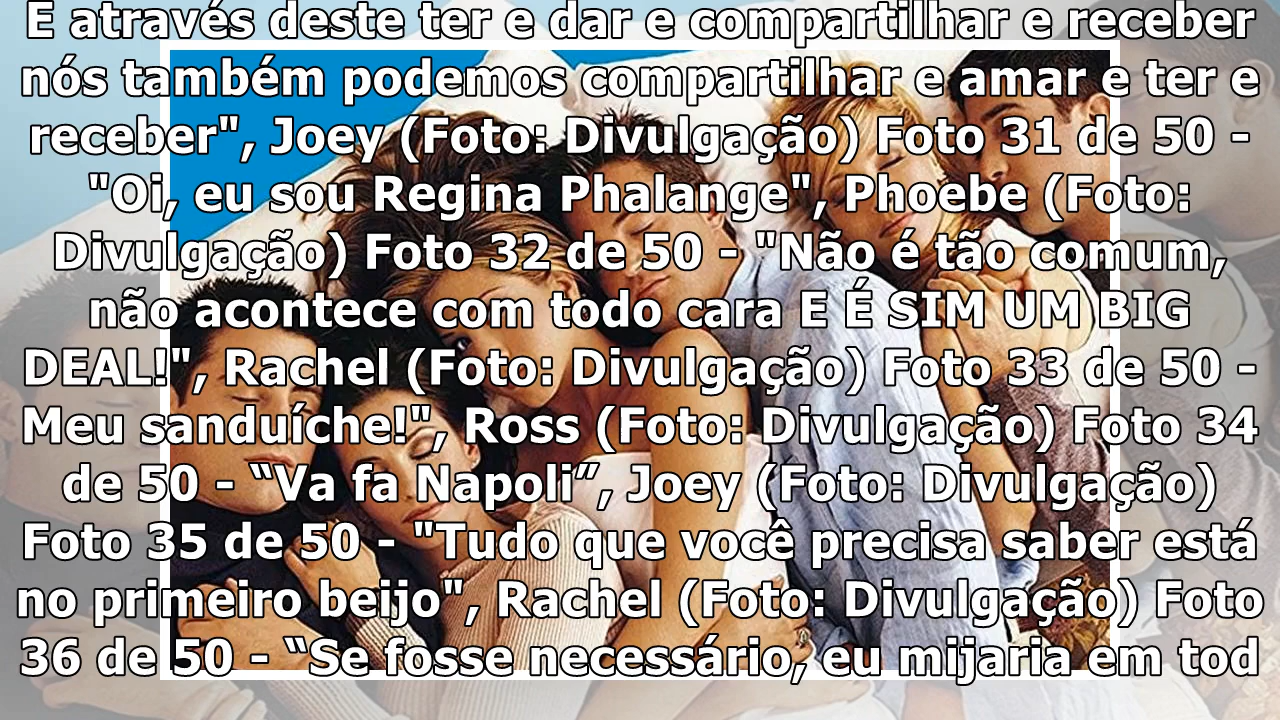 E através deste ter e dar e compartilhar e receber
nós também podemos compartilhar e amar e ter e
receber", Joey (Foto: Divulgação) Foto 31 de 50 -
"Oi, eu sou Regina Phalange", Phoebe (Foto:
Divulgação) Foto 32 de 50 - "Não é tão comum,
não acontece com todo cara E É SIM UM BIG
DEAL!", Rachel (Foto: Divulgação) Foto 33 de 50 -
Meu sanduíche!", Ross (Foto: Divulgação) Foto 34
de 50 - “Va fa Napoli”, Joey (Foto: Divulgação)
Foto 35 de 50 - "Tudo que você precisa saber está
no primeiro beijo", Rachel (Foto: Divulgação) Foto
36 de 50 - “Se fosse necessário, eu mijaria em tod